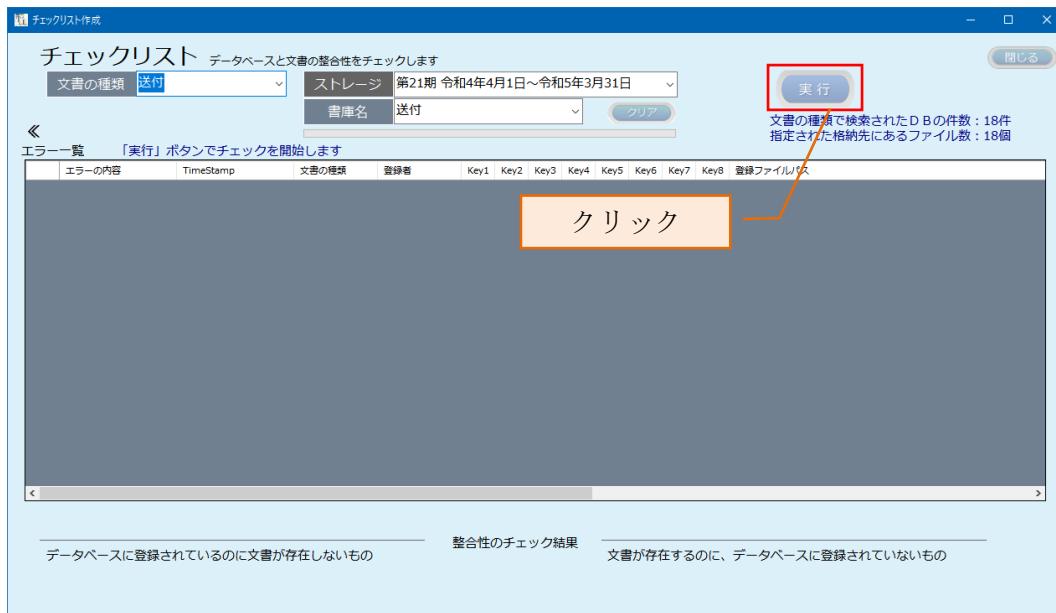 チェックリスト作成
チェックリスト データベースと文書の整合性をチェックします
閉じる
文書の種類 送付
ストレージ 第21期 令和4年4月1日～令和5年3月31日
実行
書庫名 送付 クリア
文書の種類で検索されたＤＢの件数：18件
指定された格納先にあるファイル数：18個
≪
エラー一覧 「実行」ボタンでチェックを開始します
エラーの内容 TimeStamp 文書の種類 登録者 Key1 Key2 Key3 Key4 Key5 Key6 Key7 Key8 登録ファイルパス
クリック
整合性のチェック結果
データベースに登録されているのに文書が存在しないもの
文書が存在するのに、データベースに登録されていないもの